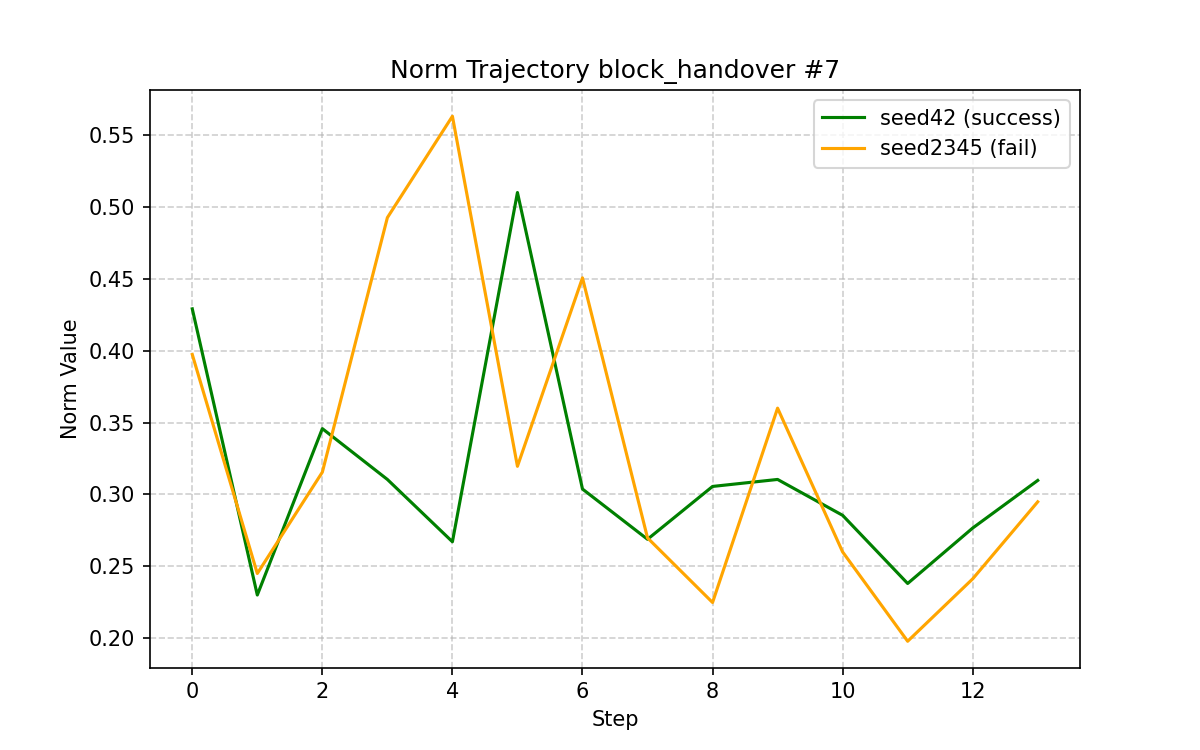 Norm Trajectory block_handover #7
seed42 (success)
seed2345 (fail)
Norm Value
0.55
0.50
0.45
0.40
0.35
0.30
0.25
0.20
0 2 4 6 8 10 12
Step